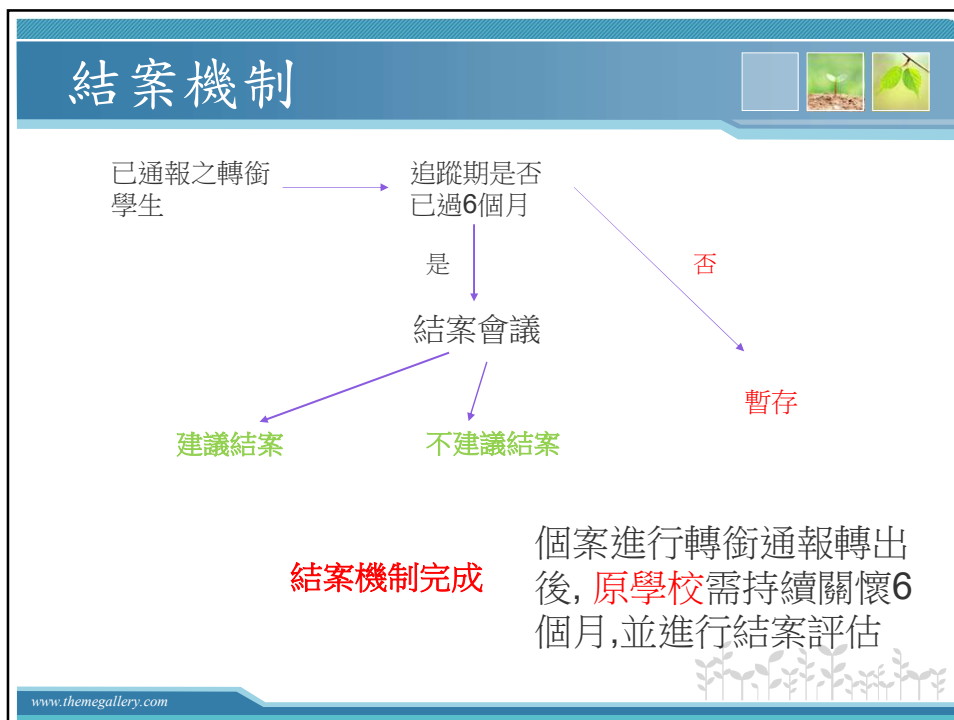 結案機制
已通報之轉銜
學生
追蹤期是否
已過6個月
是
否
結案會議
暫存
建議結案
不建議結案
結案機制完成
個案進行轉銜通報轉出
後, 原學校需持續關懷6
個月,並進行結案評估
www.themegallery.com